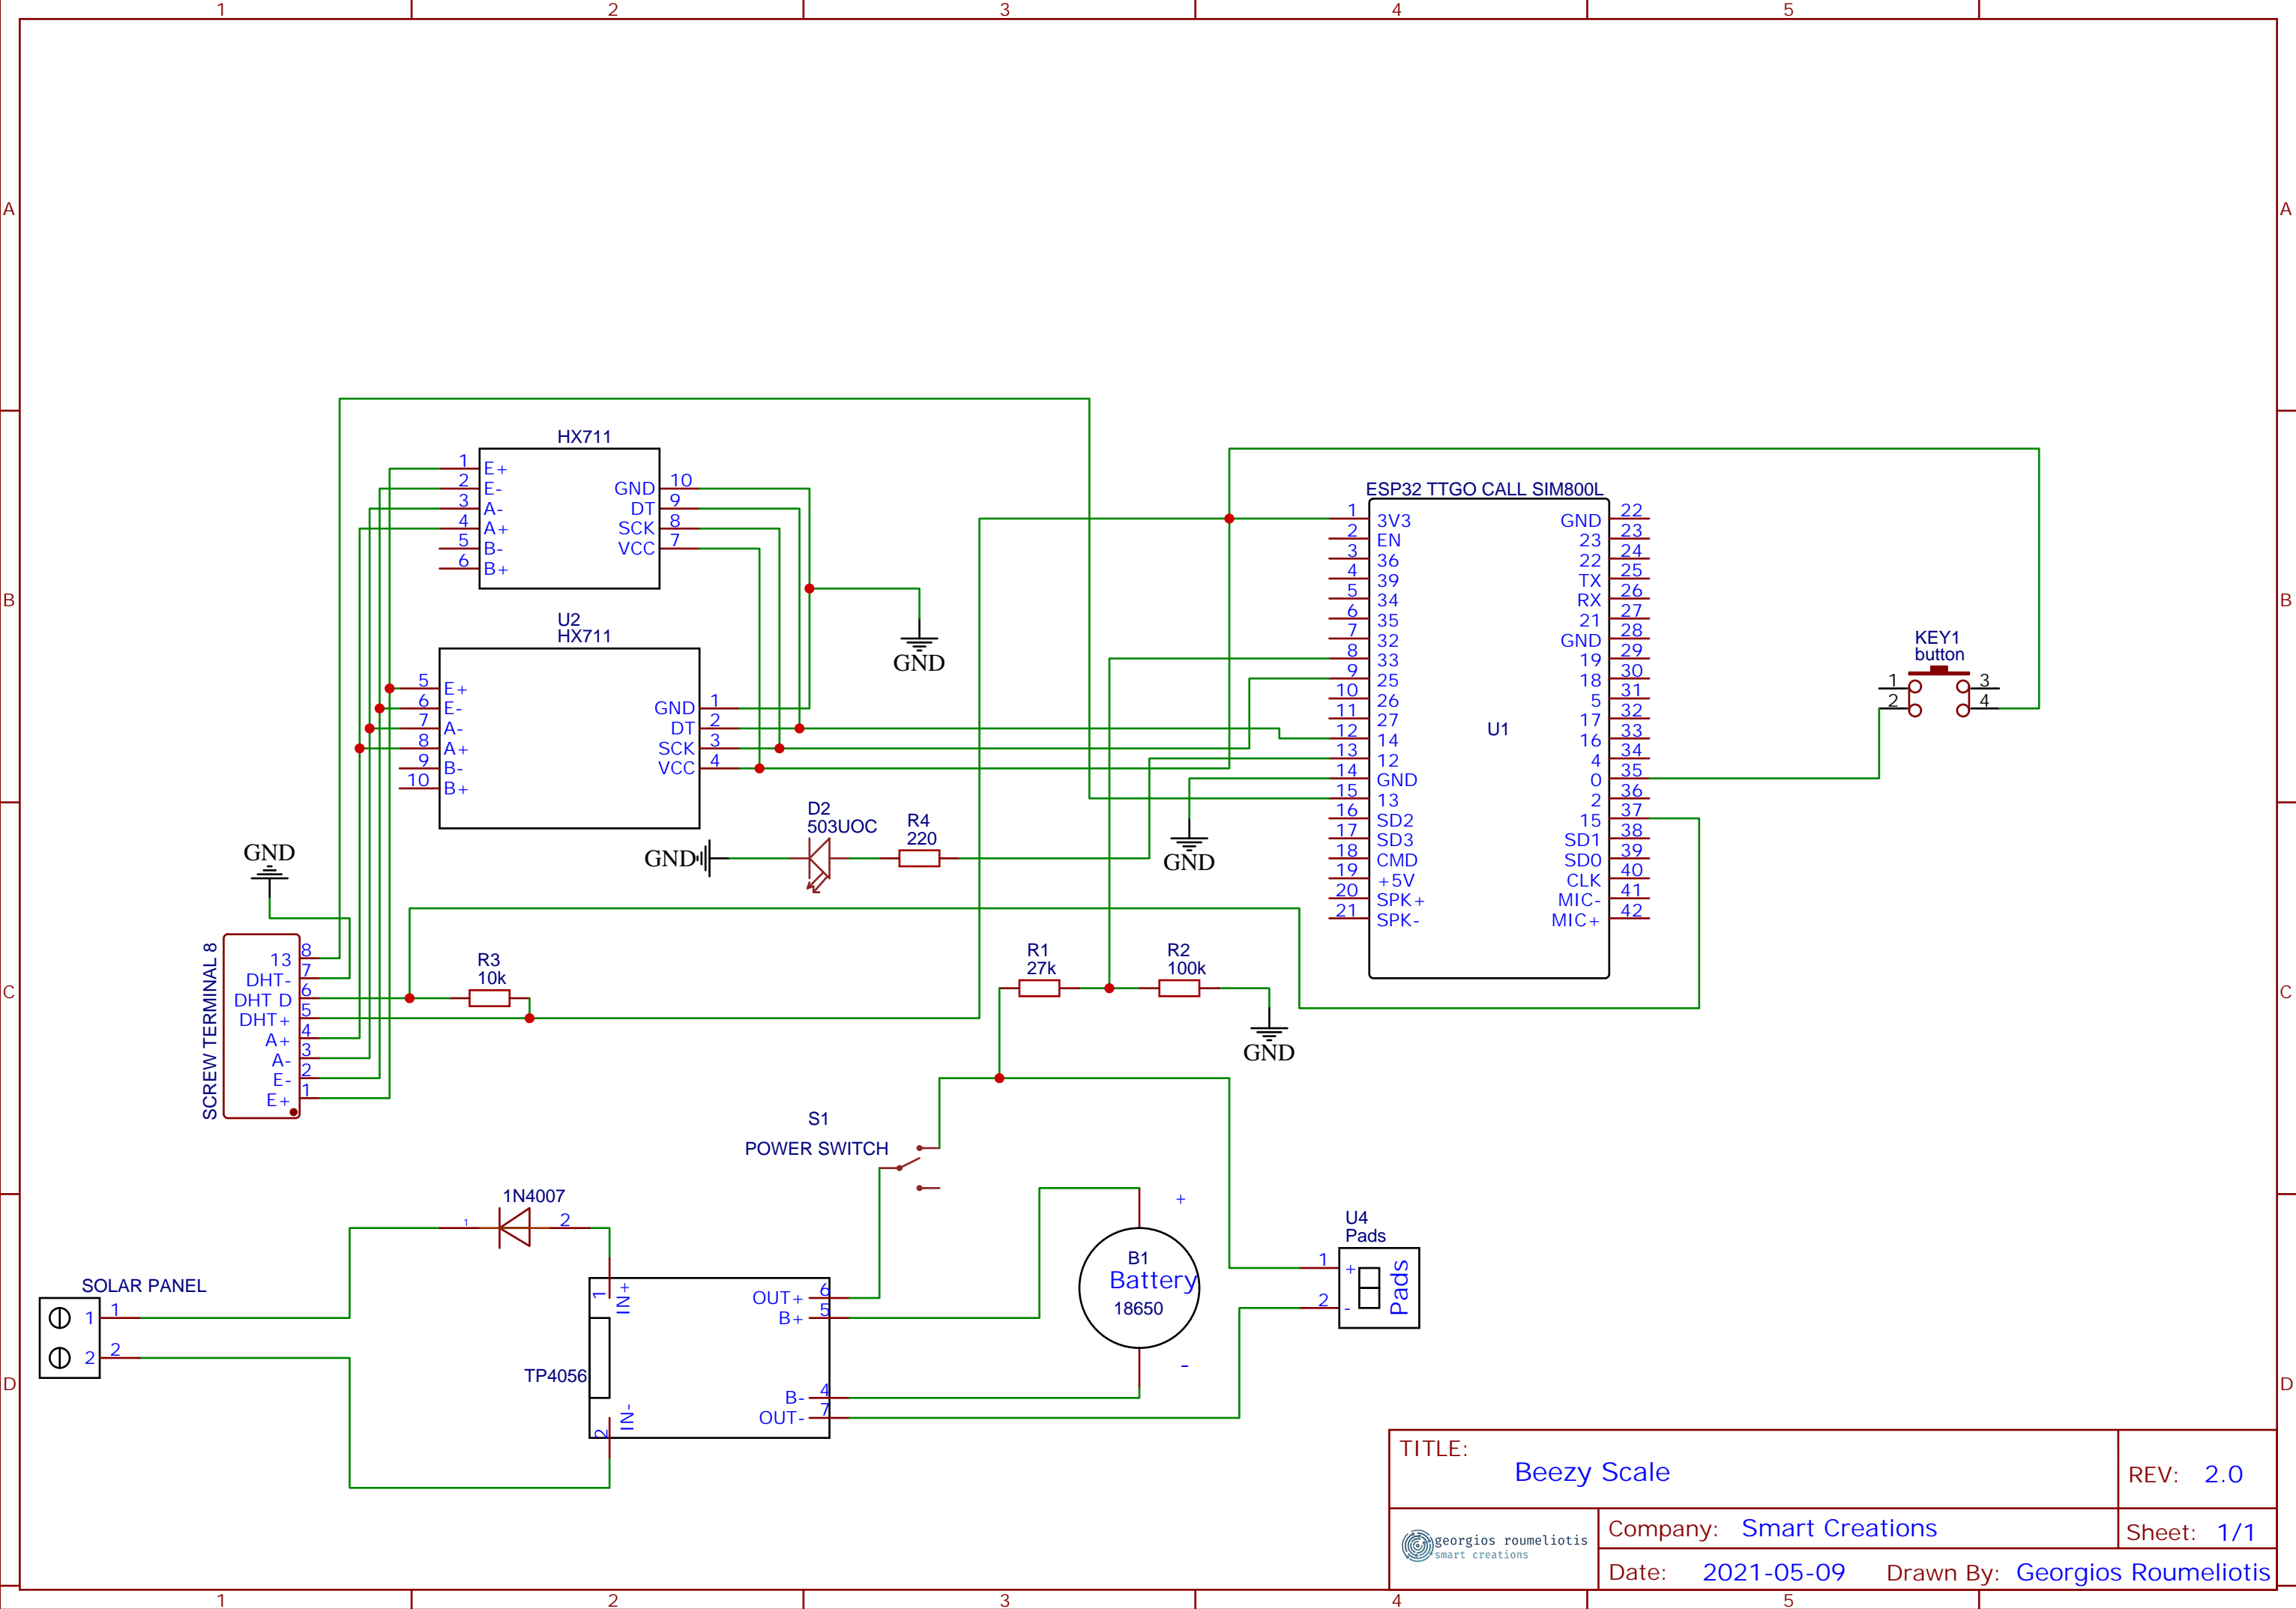 1 2 3 4 5
A A
B B
C C
D D
HX711
1 E+
2 E-
3 A-
4 A+
5 B-
6 B+
GND 10
DT 9
SCK 8
VCC 7
GND
U2
HX711
5 E+
6 E-
7 A-
8 A+
9 B-
10 B+
GND 1
DT 2
SCK 3
VCC 4
ESP32 TTGO CALL SIM800L
U1
1 3V3
2 EN
3 36
4 39
5 34
6 35
7 32
8 33
9 25
10 26
11 27
12 14
13 12
14 GND
15 13
16 SD2
17 SD3
18 CMD
19 +5V
20 SPK+
21 SPK-
GND 22
23 23
22 24
TX 25
RX 26
21 27
GND 28
19 29
18 30
5 31
17 32
16 33
4 34
0 35
2 36
15 37
SD1 38
SD0 39
CLK 40
MIC- 41
MIC+ 42
KEY1
button
1 3
2 4
D2
503UOC
R4
220
GND
GND
GND
SCREW TERMINAL 8
13 8
DHT- 7
DHT D 6
DHT+ 5
A+ 4
A- 3
E- 2
E+ 1
R3
10k
R1
27k
R2
100k
GND
S1
POWER SWITCH
1N4007
1 2
SOLAR PANEL
1 1
2 2
TP4056
1 IN+
2 IN-
OUT+ 6
B+ 5
B- 4
OUT- 7
+
B1
Battery
18650
-
U4
Pads
1 +
2 -
Pads
TITLE:
Beezy Scale
REV: 2.0
georgios roumeliotis
smart creations
Company: Smart Creations
Sheet: 1/1
Date: 2021-05-09 Drawn By: Georgios Roumeliotis
1 2 3 4 5